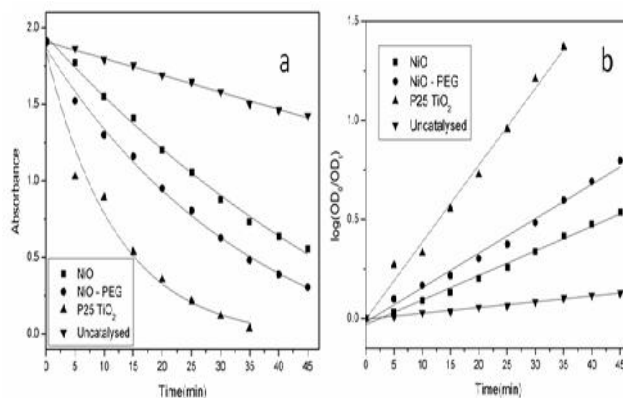 a
2.0
1.5
1.0
0.5
0.0
Absorbance
NiO
NiO - PEG
P25 TiO₂
Uncatalysed
0 5 10 15 20 25 30 35 40 45
Time(min)
b
1.5
1.0
0.5
0.0
log(OD₀/ODₜ)
NiO
NiO - PEG
P25 TiO₂
Uncatalysed
0 5 10 15 20 25 30 35 40 45
Time(min)